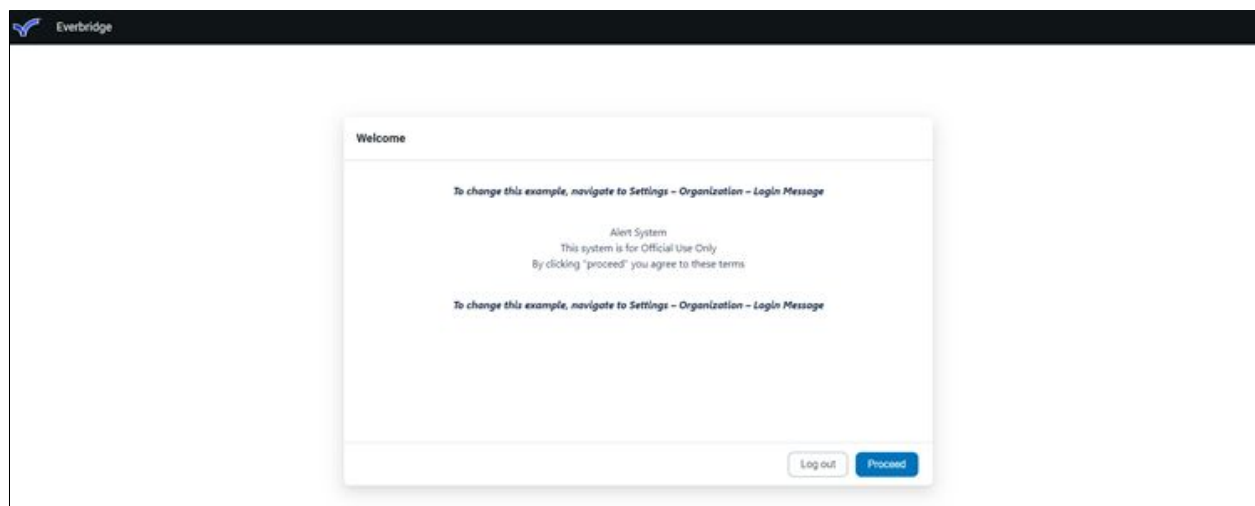 Everbridge
Welcome
To change this example, navigate to Settings – Organization – Login Message
Alert System
This system is for Official Use Only
By clicking "proceed" you agree to these terms
To change this example, navigate to Settings – Organization – Login Message
Log out
Proceed